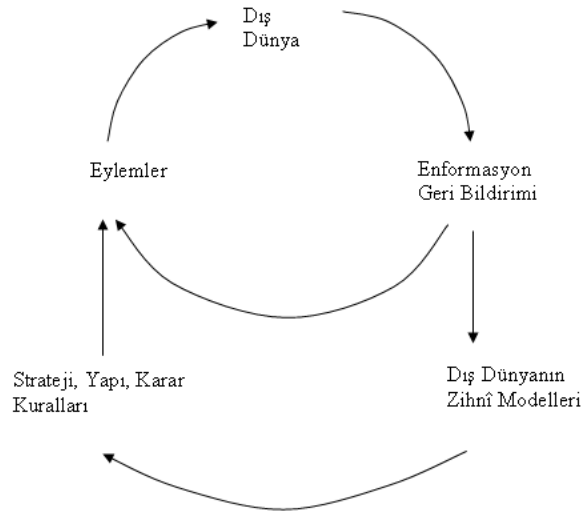 Dış
Dünya
Eylemler
Enformasyon
Geri Bildirimi
Strateji, Yapı, Karar
Kuralları
Dış Dünyanın
Zihnî Modelleri